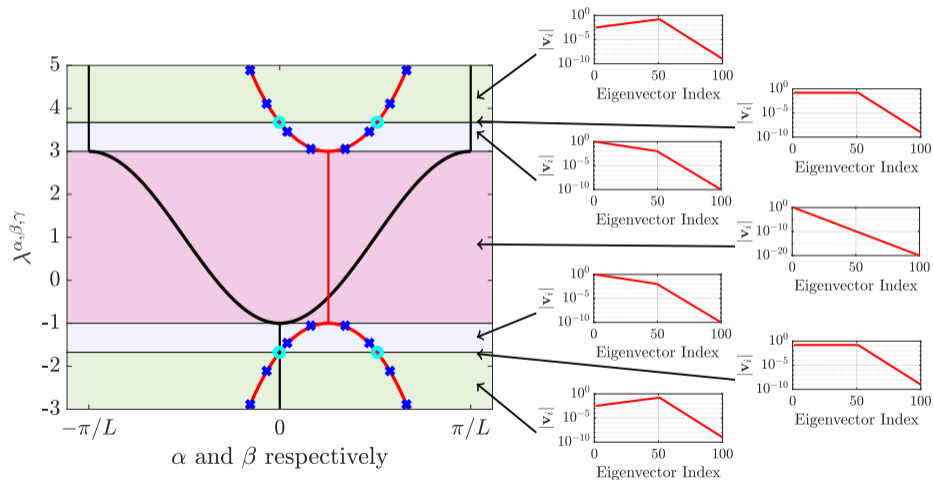 5
4
3
2
1
0
-1
-2
-3
λ^{α,β,γ}
−π/L
0
π/L
α and β respectively
10^0
10^{-5}
10^{-10}
|v_i|
0
50
100
Eigenvector Index
10^0
10^{-5}
10^{-10}
|v_i|
0
50
100
Eigenvector Index
10^0
10^{-5}
10^{-10}
|v_i|
0
50
100
Eigenvector Index
10^0
10^{-10}
10^{-20}
|v_i|
0
50
100
Eigenvector Index
10^0
10^{-5}
10^{-10}
|v_i|
0
50
100
Eigenvector Index
10^0
10^{-5}
10^{-10}
|v_i|
0
50
100
Eigenvector Index
10^0
10^{-5}
10^{-10}
|v_i|
0
50
100
Eigenvector Index